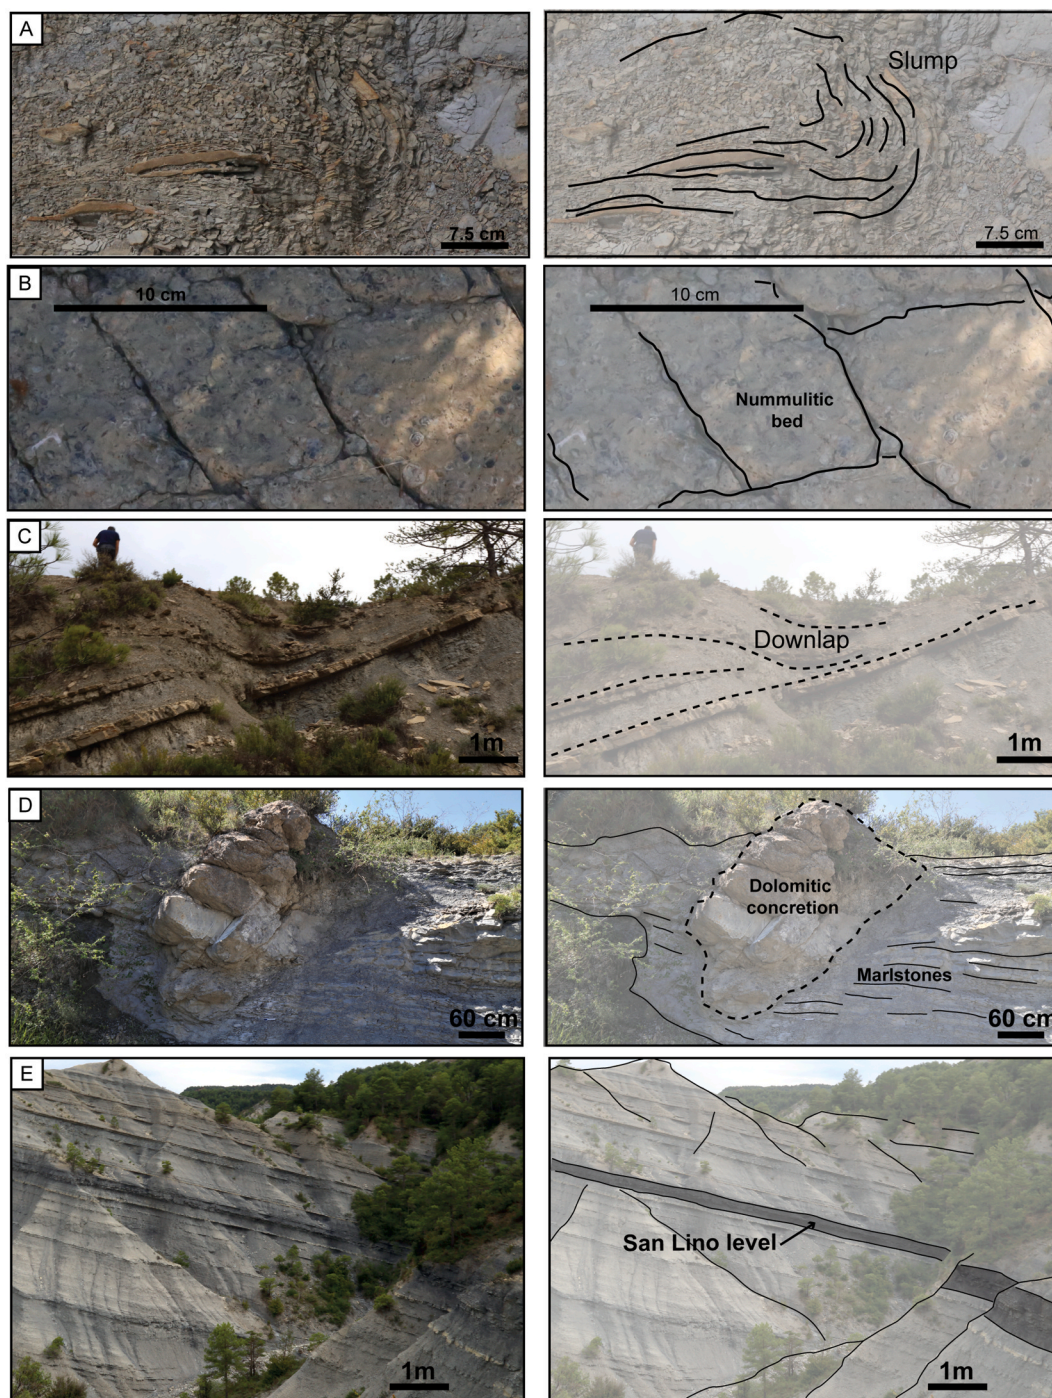 A
7.5 cm
Slump
7.5 cm
B
10 cm
10 cm
Nummulitic
bed
C
1m
Downlap
1m
D
60 cm
Dolomitic
concretion
Marlstones
60 cm
E
1m
San Lino level
1m